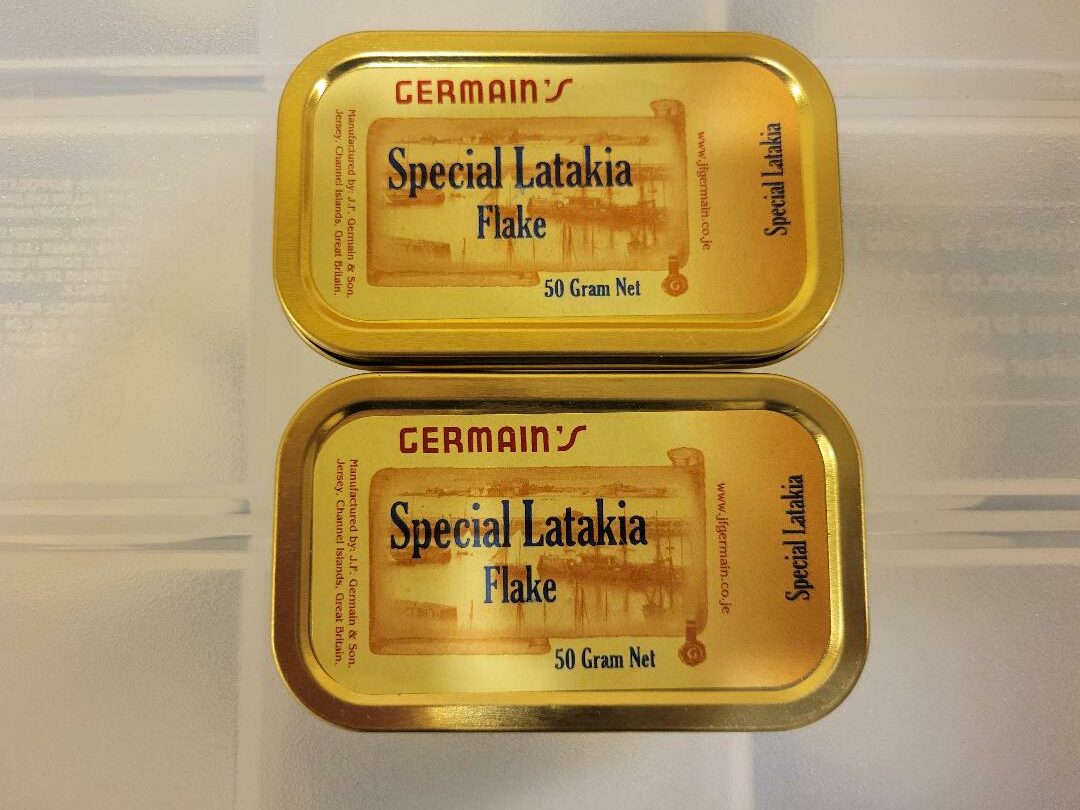 GERMAIN'S
Special Latakia
Flake
50 Gram Net
Manufactured by: J.F. Germain & Son.
Jersey, Channel Islands, Great Britain.
www.jfgermain.co.je
Special Latakia
G
GERMAIN'S
Special Latakia
Flake
50 Gram Net
Manufactured by: J.F. Germain & Son.
Jersey, Channel Islands, Great Britain.
www.jfgermain.co.je
Special Latakia
G